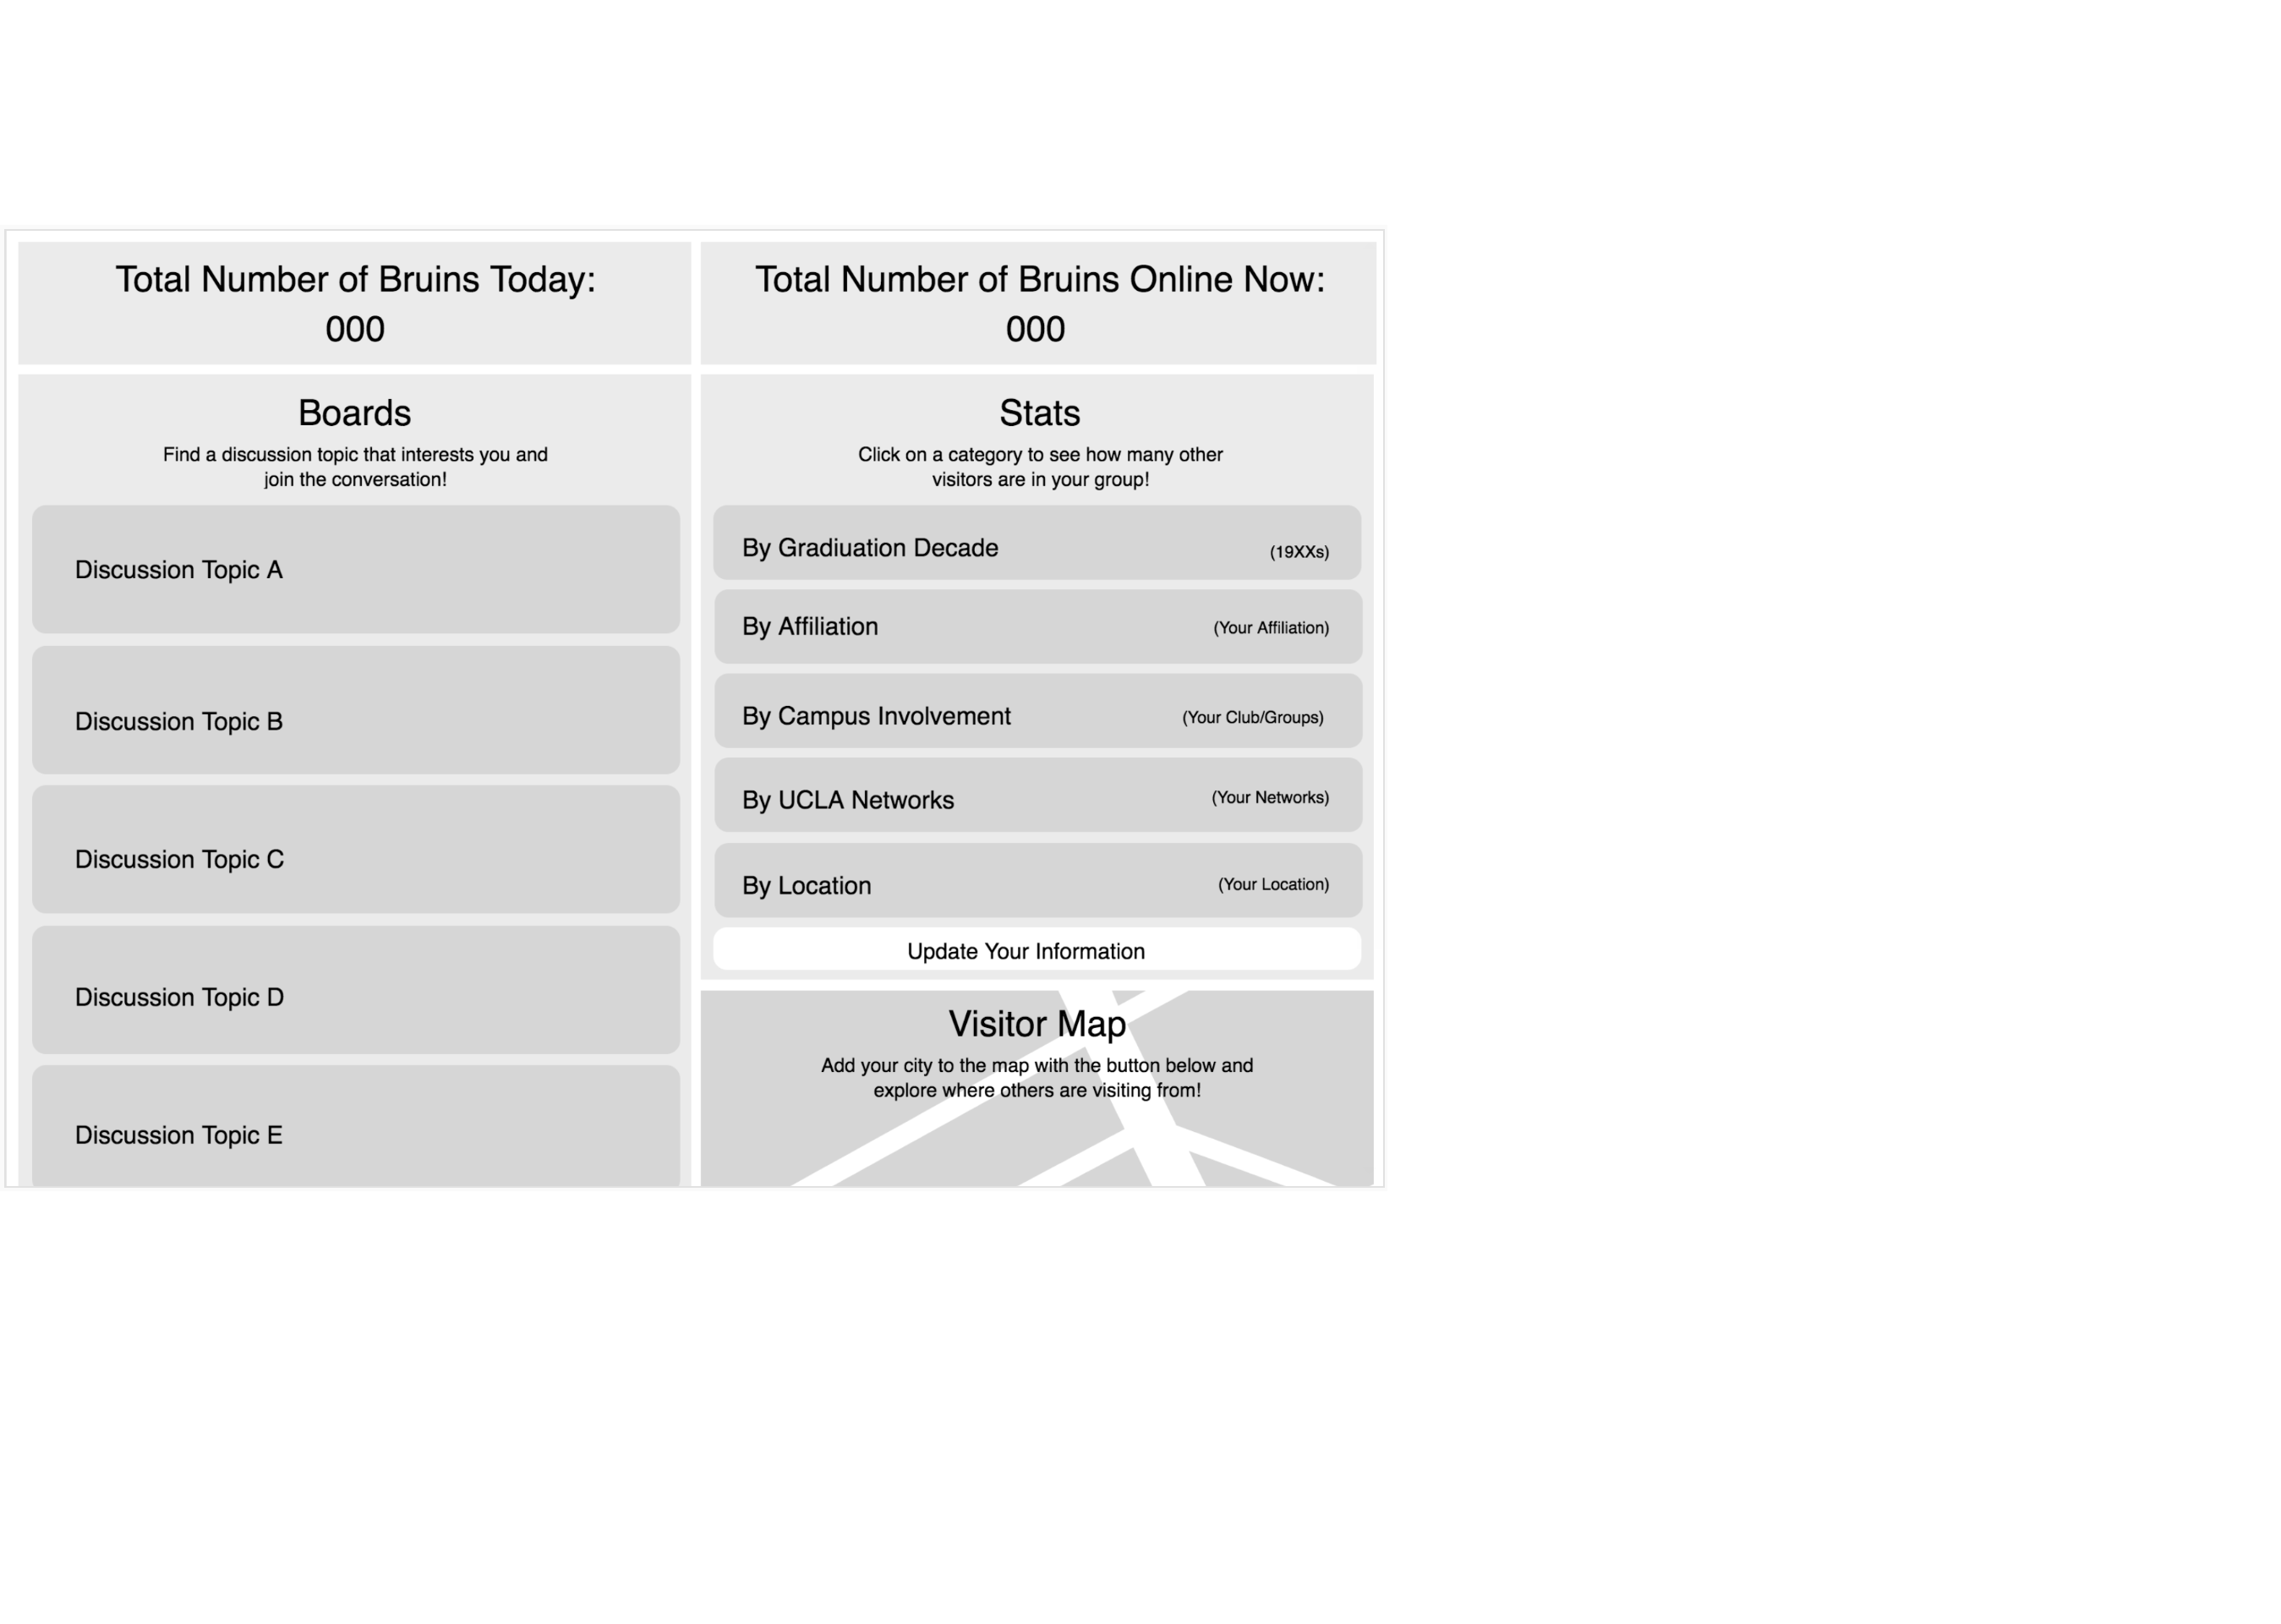 Total Number of Bruins Today:
000
Total Number of Bruins Online Now:
000
Boards
Find a discussion topic that interests you and
join the conversation!
Discussion Topic A
Discussion Topic B
Discussion Topic C
Discussion Topic D
Discussion Topic E
Stats
Click on a category to see how many other
visitors are in your group!
By Gradiuation Decade (19XXs)
By Affiliation (Your Affiliation)
By Campus Involvement (Your Club/Groups)
By UCLA Networks (Your Networks)
By Location (Your Location)
Update Your Information
Visitor Map
Add your city to the map with the button below and
explore where others are visiting from!